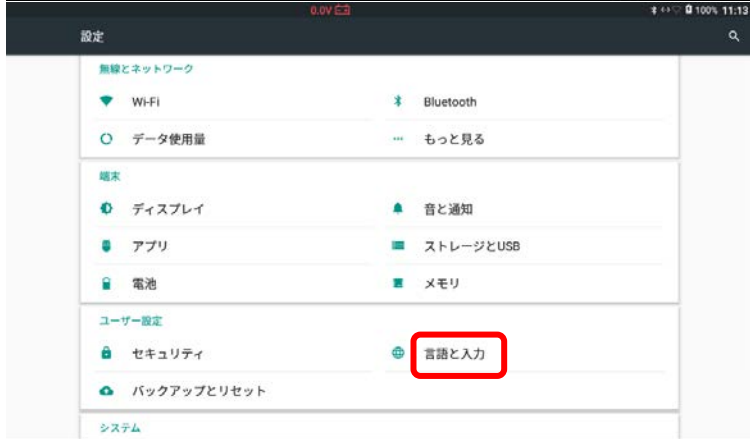 0.0V 100% 11:13
設定
無線とネットワーク
Wi-Fi Bluetooth
データ使用量 もっと見る
端末
ディスプレイ 音と通知
アプリ ストレージとUSB
電池 メモリ
ユーザー設定
セキュリティ 言語と入力
バックアップとリセット
システム